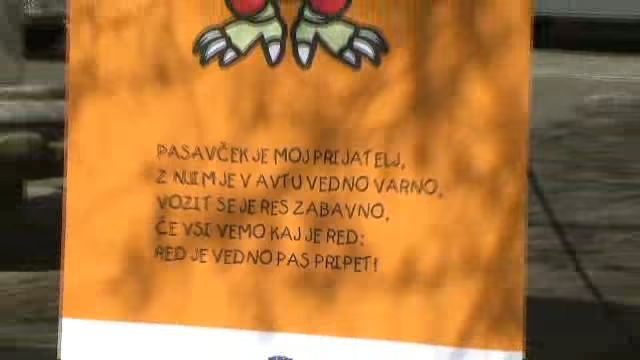 PASAVČEK JE MOJ PRIJATELJ,
Z NJIM JE V AVTU VEDNO VARNO,
VOZIT SE JE RES ZABAVNO,
ČE VSI VEMO KAJ JE RED:
RED JE VEDNO PAS PRIPET!